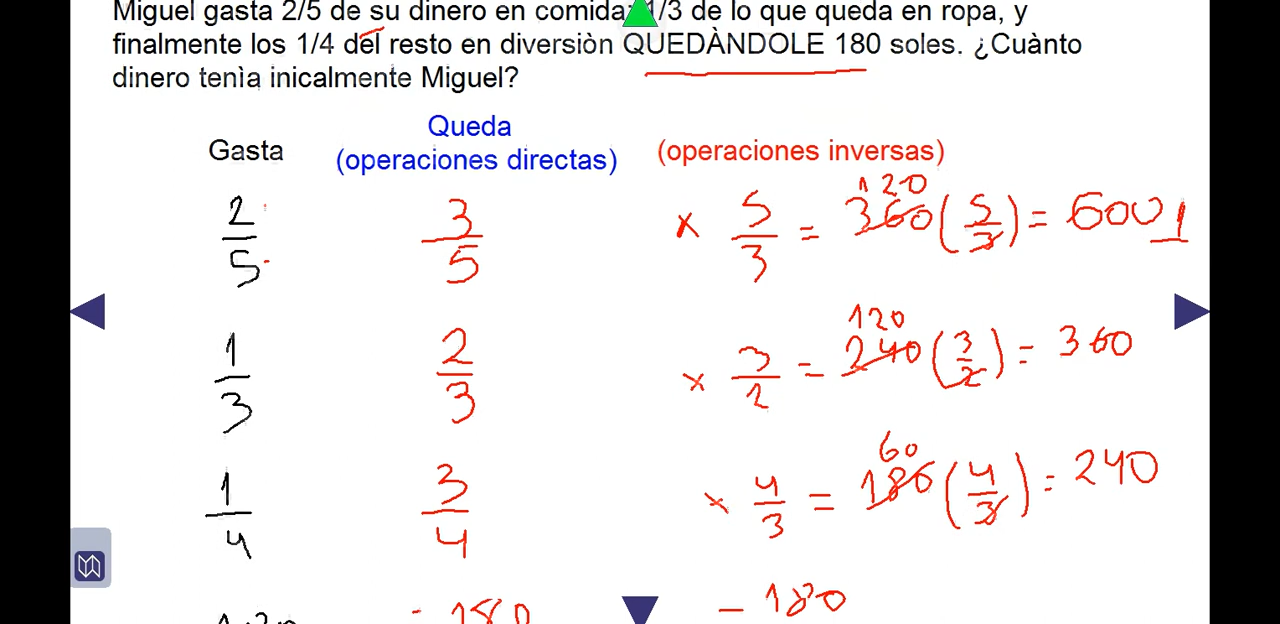 Miguel gasta 2/5 de su dinero en comida; 1/3 de lo que queda en ropa, y
finalmente los 1/4 del resto en diversiòn QUEDÀNDOLE 180 soles. ¿Cuànto
dinero tenìa inicalmente Miguel?
Queda
Gasta (operaciones directas) (operaciones inversas)
2/5 3/5 × 5/3 = 360 120 (5/3) = 600
1/3 2/3 × 3/2 = 240 120 (3/2) = 360
1/4 3/4 × 4/3 = 180 60 (4/3) = 240
= 180 = 180